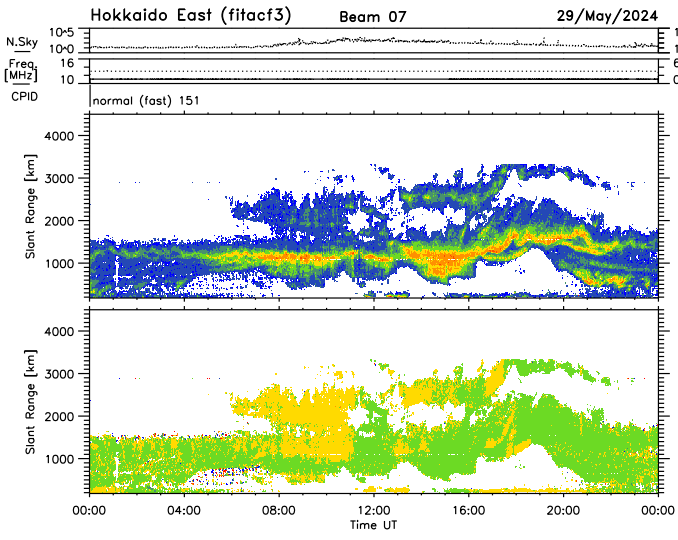 Hokkaido East (fitacf3) Beam 07 29/May/2024
N.Sky 10^5 10^0 1 1
Freq. [MHz] 16 10 6 0
CPID normal (fast) 151
Slant Range [km] 4000 3000 2000 1000
Slant Range [km] 4000 3000 2000 1000
00:00 04:00 08:00 12:00 16:00 20:00 00:00
Time UT